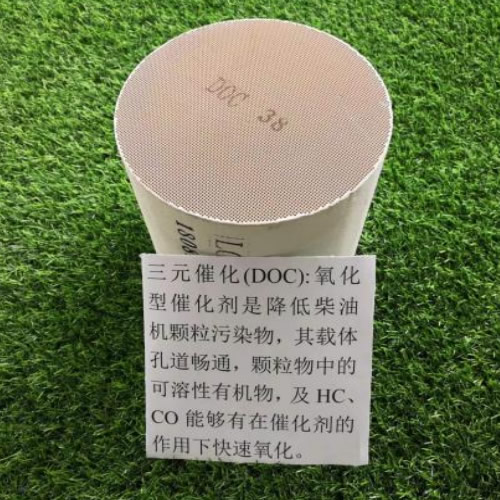 DOC 38
1800
三元催化(DOC):氧化
型催化剂是降低柴油
机颗粒污染物，其载体
孔道畅通，颗粒物中的
可溶性有机物，及 HC、
CO 能够有在催化剂的
作用下快速氧化。